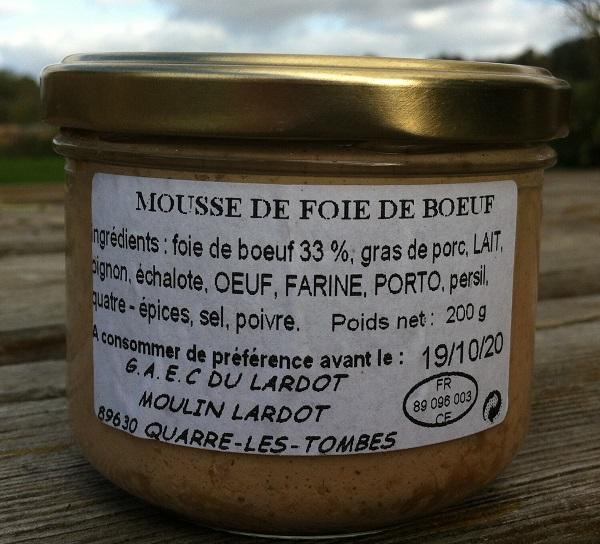 MOUSSE DE FOIE DE BOEUF
ngrédients : foie de boeuf 33 %, gras de porc, LAIT,
oignon, échalote, OEUF, FARINE, PORTO, persil,
quatre - épices, sel, poivre. Poids net : 200 g
A consommer de préférence avant le : 19/10/20
G.A.E.C DU LARDOT
MOULIN LARDOT
89630 QUARRE-LES-TOMBES
FR
89 096 003
CE